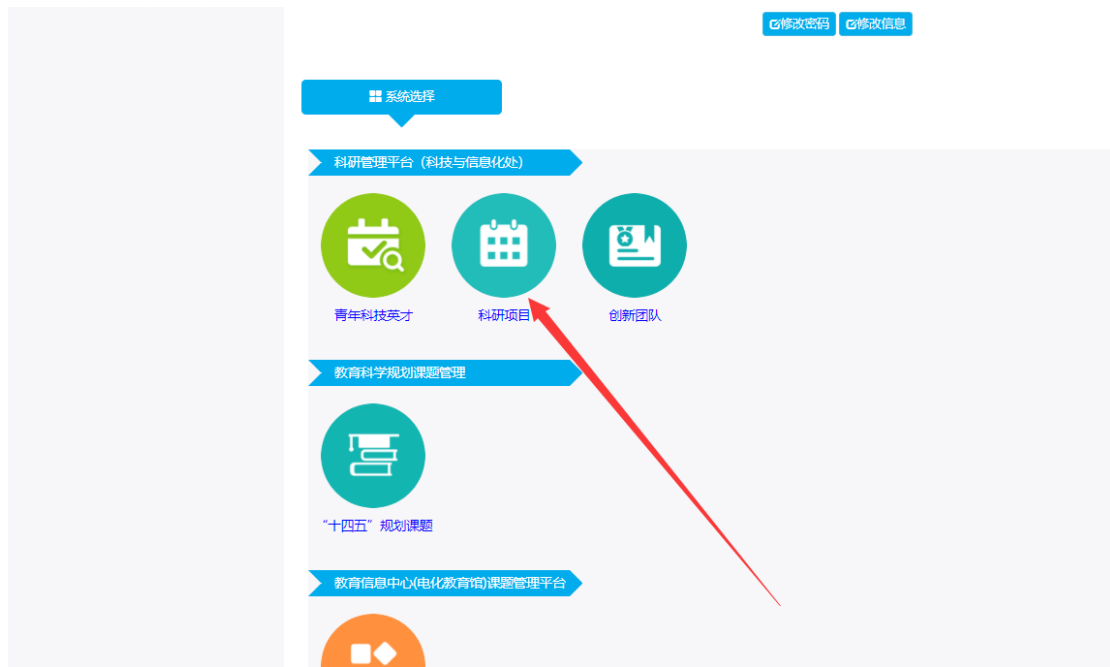 修改密码 修改信息
系统选择
科研管理平台（科技与信息化处）
青年科技英才 科研项目 创新团队
教育科学规划课题管理
“十四五”规划课题
教育信息中心(电化教育馆)课题管理平台